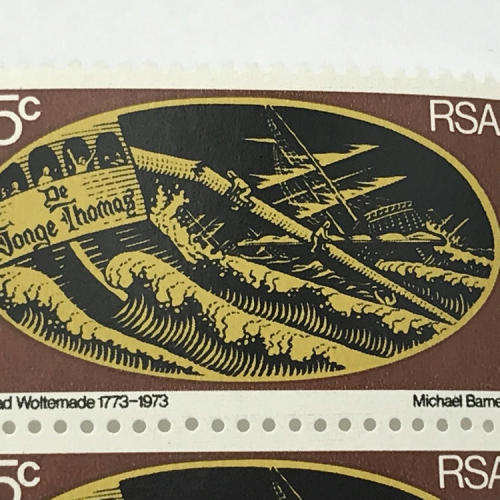 5c RSA
De
Jonge Thomas
ad Woltemade 1773-1973 Michael Barne
5c RSA